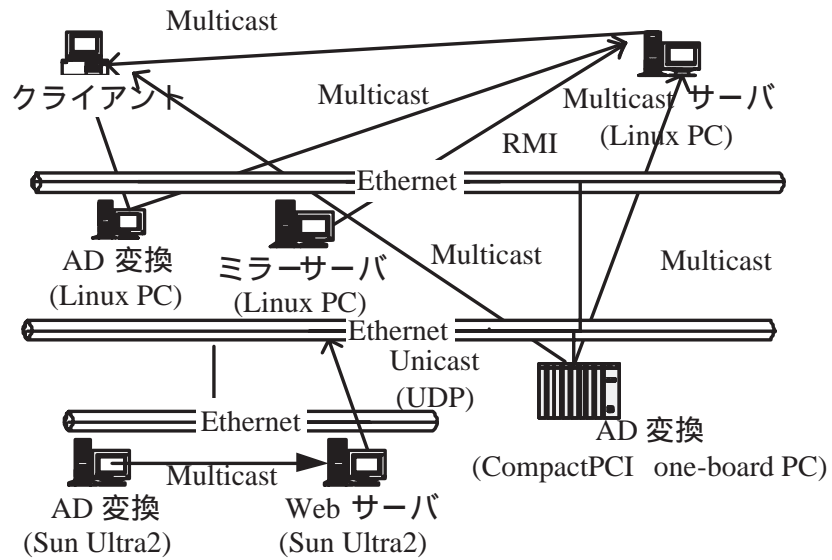 Multicast
クライアント
Multicast
Multicast サーバ
(Linux PC)
RMI
Ethernet
AD 変換
(Linux PC)
ミラーサーバ
(Linux PC)
Multicast
Multicast
Ethernet
Unicast
(UDP)
Ethernet
AD 変換
(CompactPCI one-board PC)
Multicast
AD 変換
(Sun Ultra2)
Web サーバ
(Sun Ultra2)